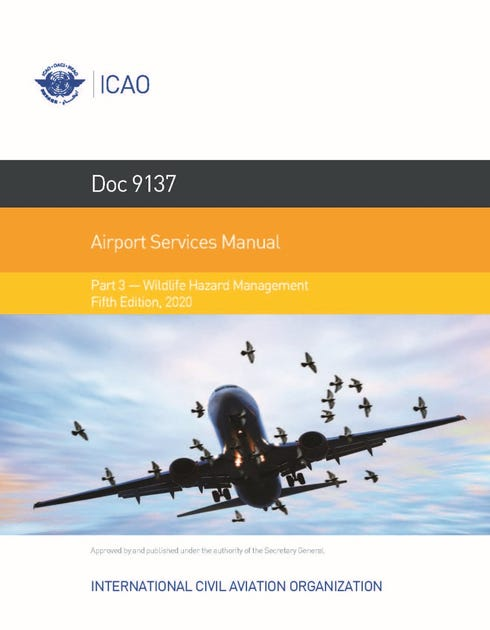 ICAO
Doc 9137
Airport Services Manual
Part 3 — Wildlife Hazard Management
Fifth Edition, 2020
Approved by and published under the authority of the Secretary General.
INTERNATIONAL CIVIL AVIATION ORGANIZATION